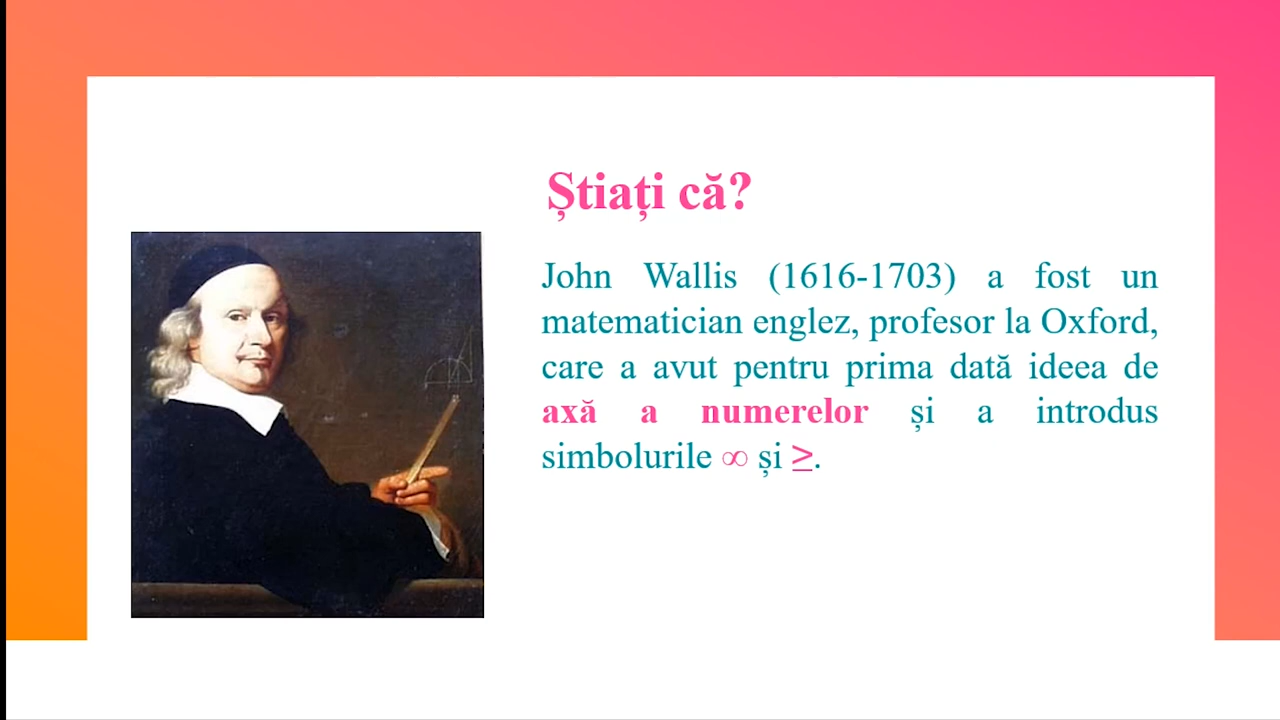 Știați că?
John Wallis (1616-1703) a fost un
matematician englez, profesor la Oxford,
care a avut pentru prima dată ideea de
axă a numerelor și a introdus
simbolurile ∞ și ≥.